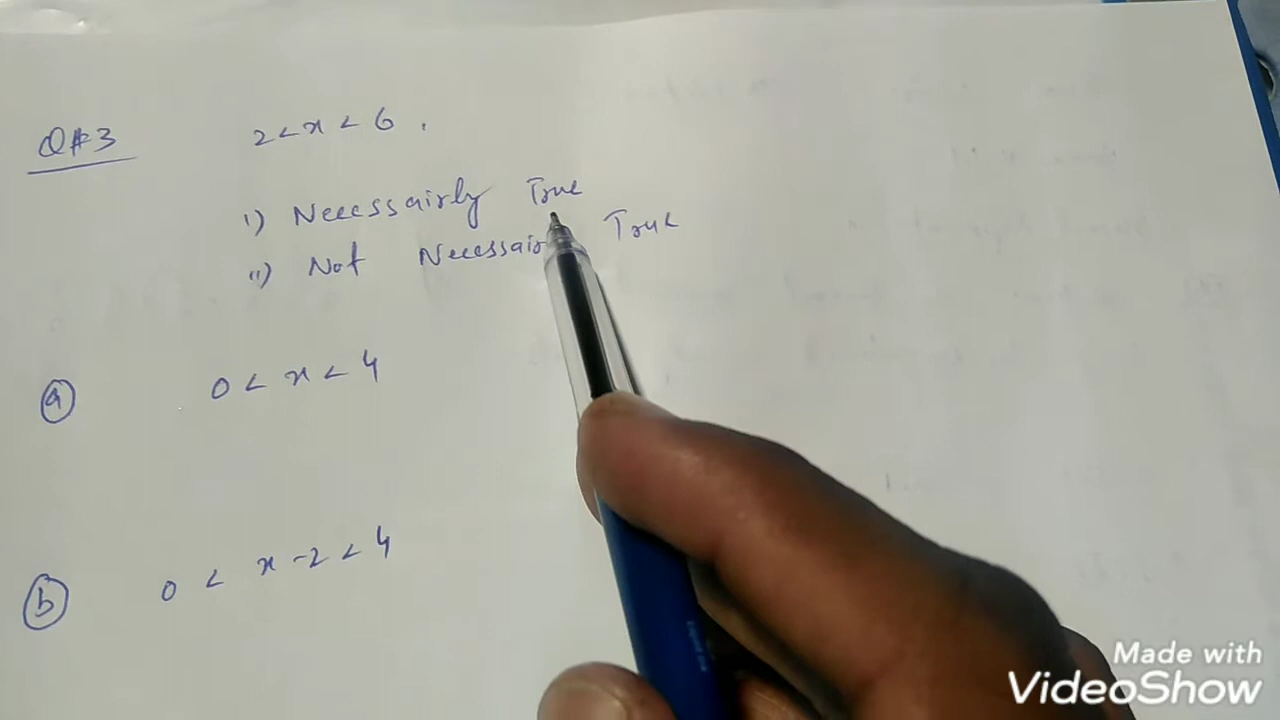 Q#3 2 < x < 6 .
i) Necessairly True
ii) Not Necessair True
a 0 < x < 4
b 0 < x - 2 < 4
Made with
VideoShow